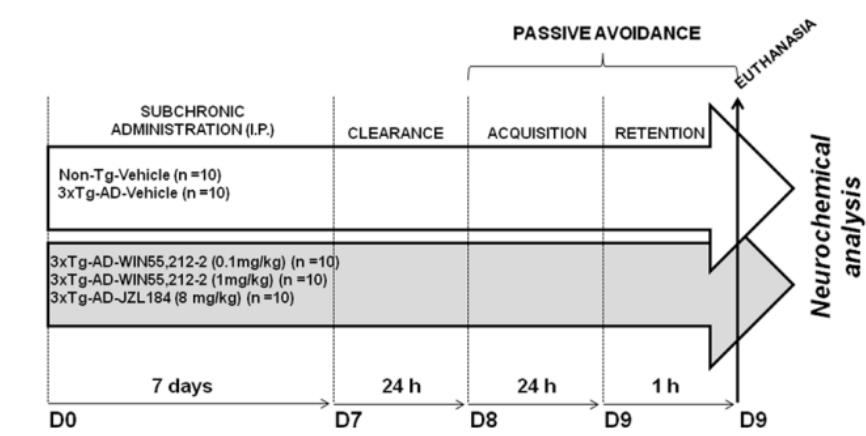 PASSIVE AVOIDANCE
EUTHANASIA
SUBCHRONIC
ADMINISTRATION (I.P.)
CLEARANCE
ACQUISITION
RETENTION
Non-Tg-Vehicle (n =10)
3xTg-AD-Vehicle (n =10)
3xTg-AD-WIN55,212-2 (0.1mg/kg) (n =10)
3xTg-AD-WIN55,212-2 (1mg/kg) (n =10)
3xTg-AD-JZL184 (8 mg/kg) (n =10)
Neurochemical
analysis
7 days
24 h
24 h
1 h
D0
D7
D8
D9
D9